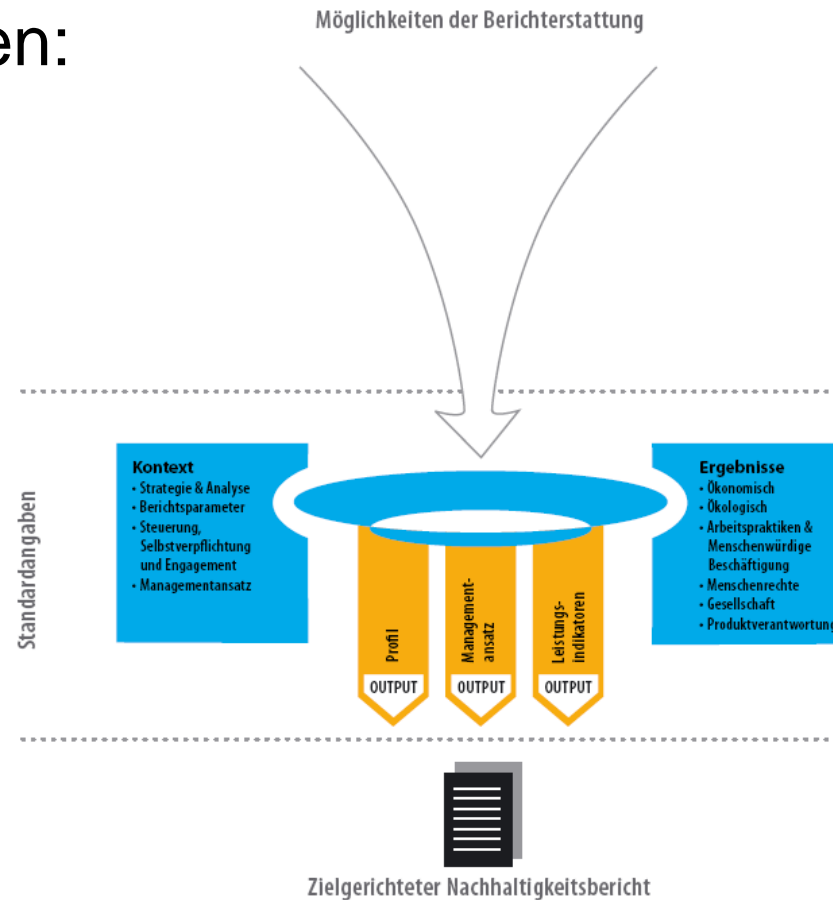 en:
Möglichkeiten der Berichterstattung
Standardangaben
Kontext
• Strategie & Analyse
• Berichtsparameter
• Steuerung,
Selbstverpflichtung
und Engagement
• Managementansatz
Profil
OUTPUT
Management-
ansatz
OUTPUT
Leistungs-
indikatoren
OUTPUT
Ergebnisse
• Ökonomisch
• Ökologisch
• Arbeitspraktiken &
Menschenwürdige
Beschäftigung
• Menschenrechte
• Gesellschaft
• Produktverantwortung
Zielgerichteter Nachhaltigkeitsbericht